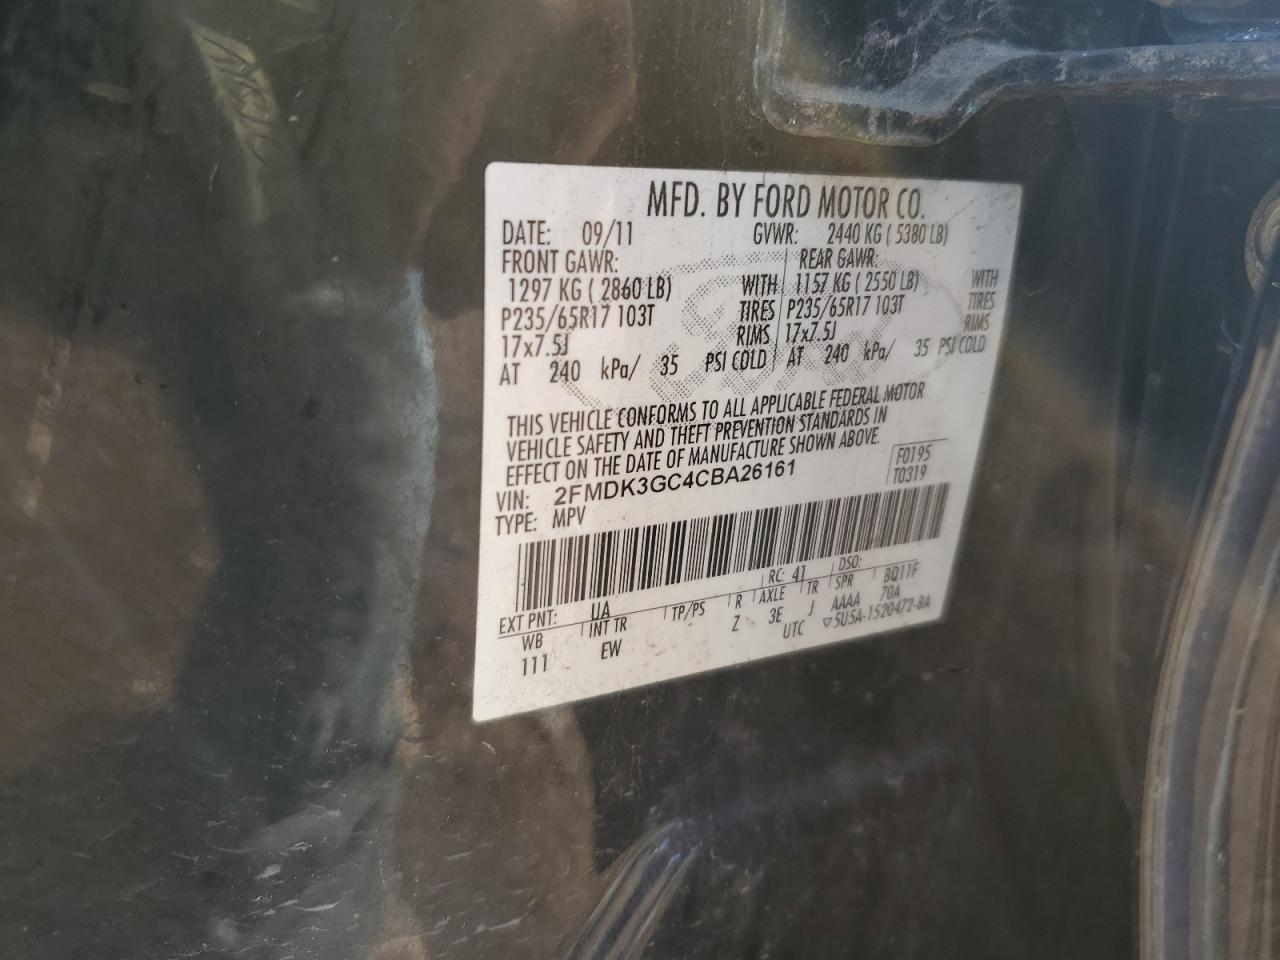 MFD. BY FORD MOTOR CO.
DATE: 09/11 GVWR: 2440 KG ( 5380 LB)
FRONT GAWR: REAR GAWR:
1297 KG ( 2860 LB) WITH 1157 KG ( 2550 LB) WITH
P235/65R17 103T TIRES P235/65R17 103T TIRES
17x7.5J RIMS 17x7.5J RIMS
AT 240 kPa/ 35 PSI COLD AT 240 kPa/ 35 PSI COLD
THIS VEHICLE CONFORMS TO ALL APPLICABLE FEDERAL MOTOR
VEHICLE SAFETY AND THEFT PREVENTION STANDARDS IN
EFFECT ON THE DATE OF MANUFACTURE SHOWN ABOVE.
VIN: 2FMDK3GC4CBA26161 F0195
TYPE: MPV T0319
EXT PNT: UA RC: 41 DSO:
WB INT TR TP/PS R AXLE TR SPR BQ11F
111 EW Z 3E J AAAA 70A
UTC ▽5U5A-1520472-BA